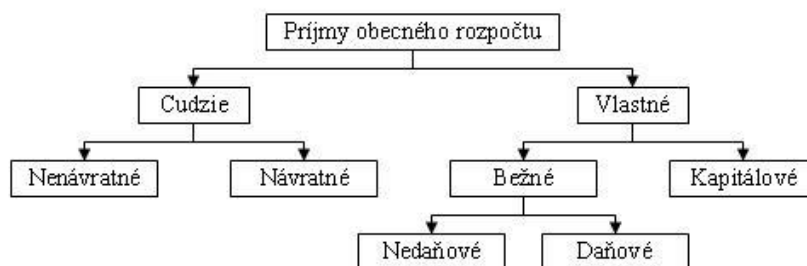 Príjmy obecného rozpočtu
Cudzie
Vlastné
Nenávratné
Návratné
Bežné
Kapitálové
Nedaňové
Daňové